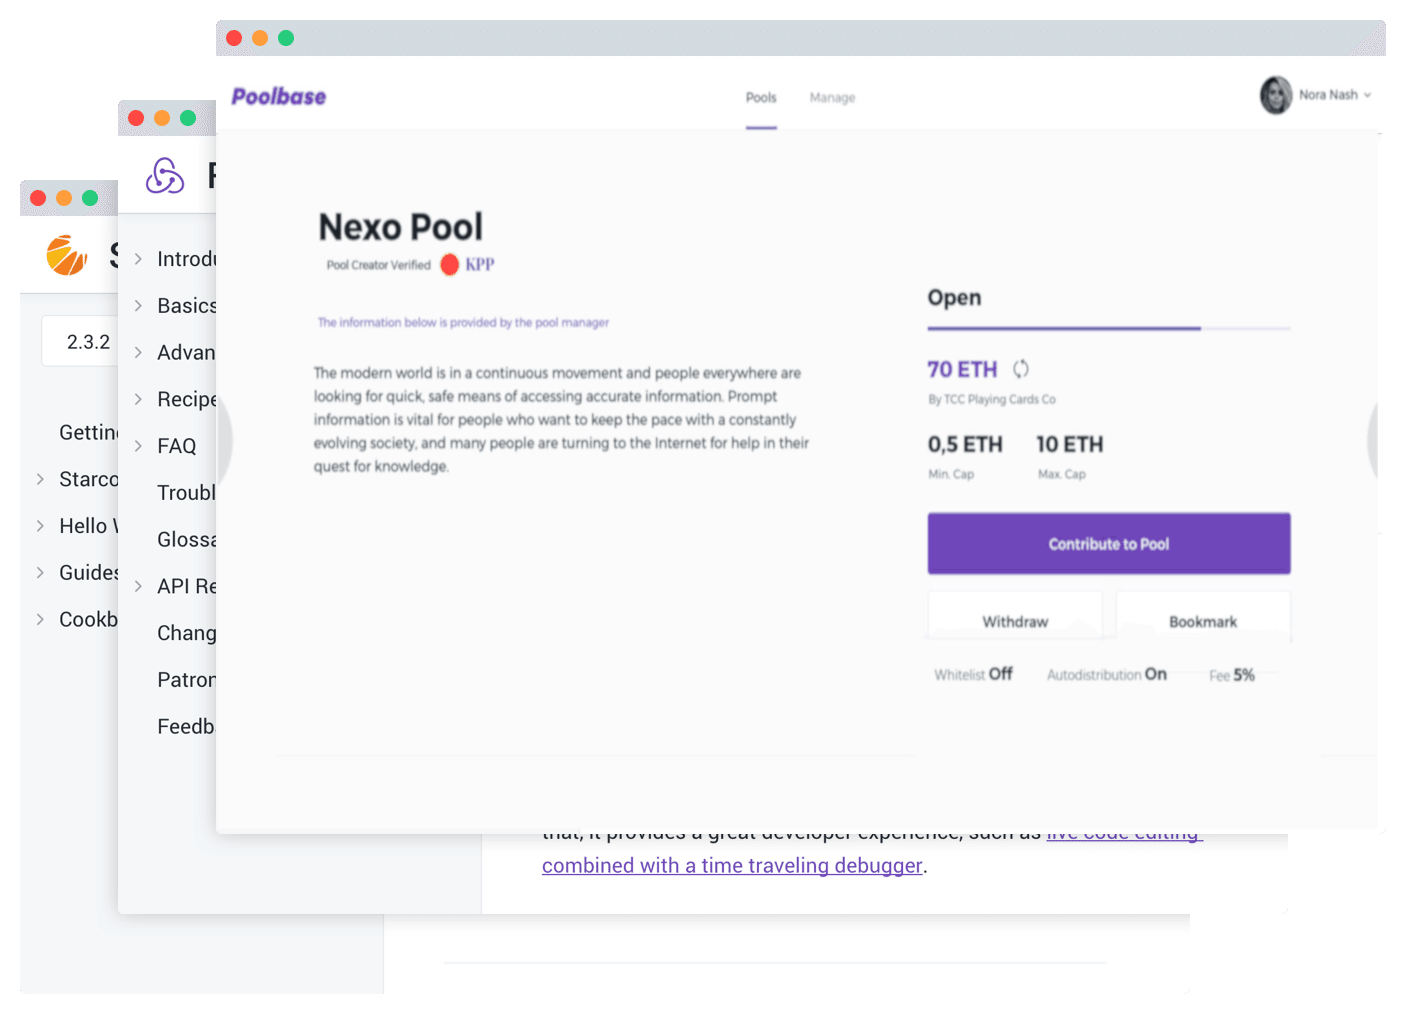 Poolbase
Pools
Manage
Nora Nash
Nexo Pool
Pool Creator Verified
KPP
The information below is provided by the pool manager
The modern world is in a continuous movement and people everywhere are
looking for quick, safe means of accessing accurate information. Prompt
information is vital for people who want to keep the pace with a constantly
evolving society, and many people are turning to the Internet for help in their
quest for knowledge.
Open
70 ETH
By TCC Playing Cards Co
0,5 ETH
10 ETH
Min. Cap
Max. Cap
Contribute to Pool
Withdraw
Bookmark
Whitelist Off
Autodistribution On
Fee 5%
Introdu
Basics
Advan
Recipe
FAQ
Troubl
Glossa
API Re
Chang
Patron
Feedb
that, it provides a great developer experience, such as live code editing
combined with a time traveling debugger.
S
2.3.2
Gettin
Starco
Hello
Guides
Cookb